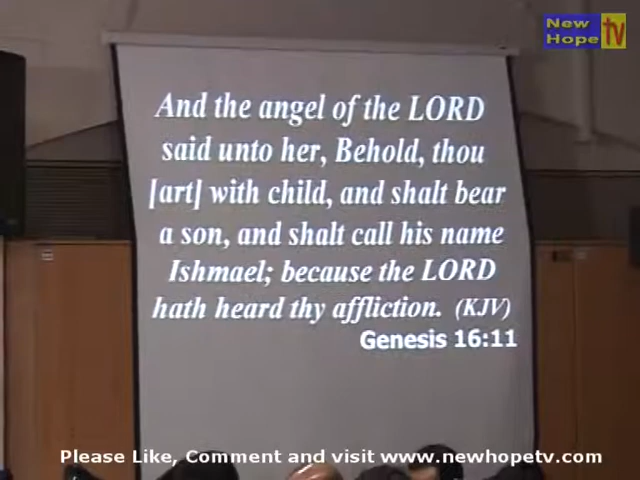 New
Hope TV
And the angel of the LORD
said unto her, Behold, thou
[art] with child, and shalt bear
a son, and shalt call his name
Ishmael; because the LORD
hath heard thy affliction. (KJV)
Genesis 16:11
Please Like, Comment and visit www.newhopetv.com